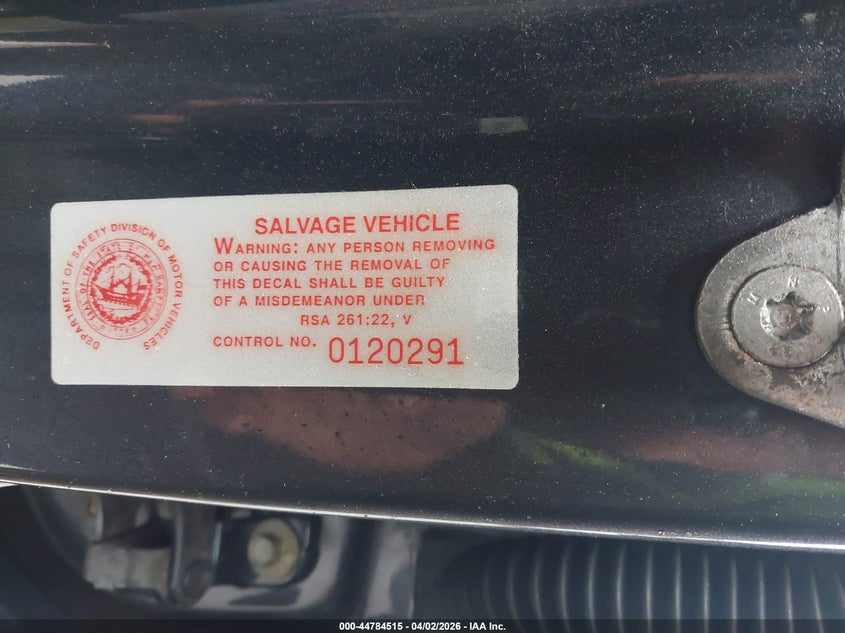 DEPARTMENT OF SAFETY DIVISION OF MOTOR VEHICLES
SALVAGE VEHICLE
WARNING: ANY PERSON REMOVING
OR CAUSING THE REMOVAL OF
THIS DECAL SHALL BE GUILTY
OF A MISDEMEANOR UNDER
RSA 261:22, V
CONTROL NO. 0120291
000-44784515 - 04/02/2026 - IAA Inc.